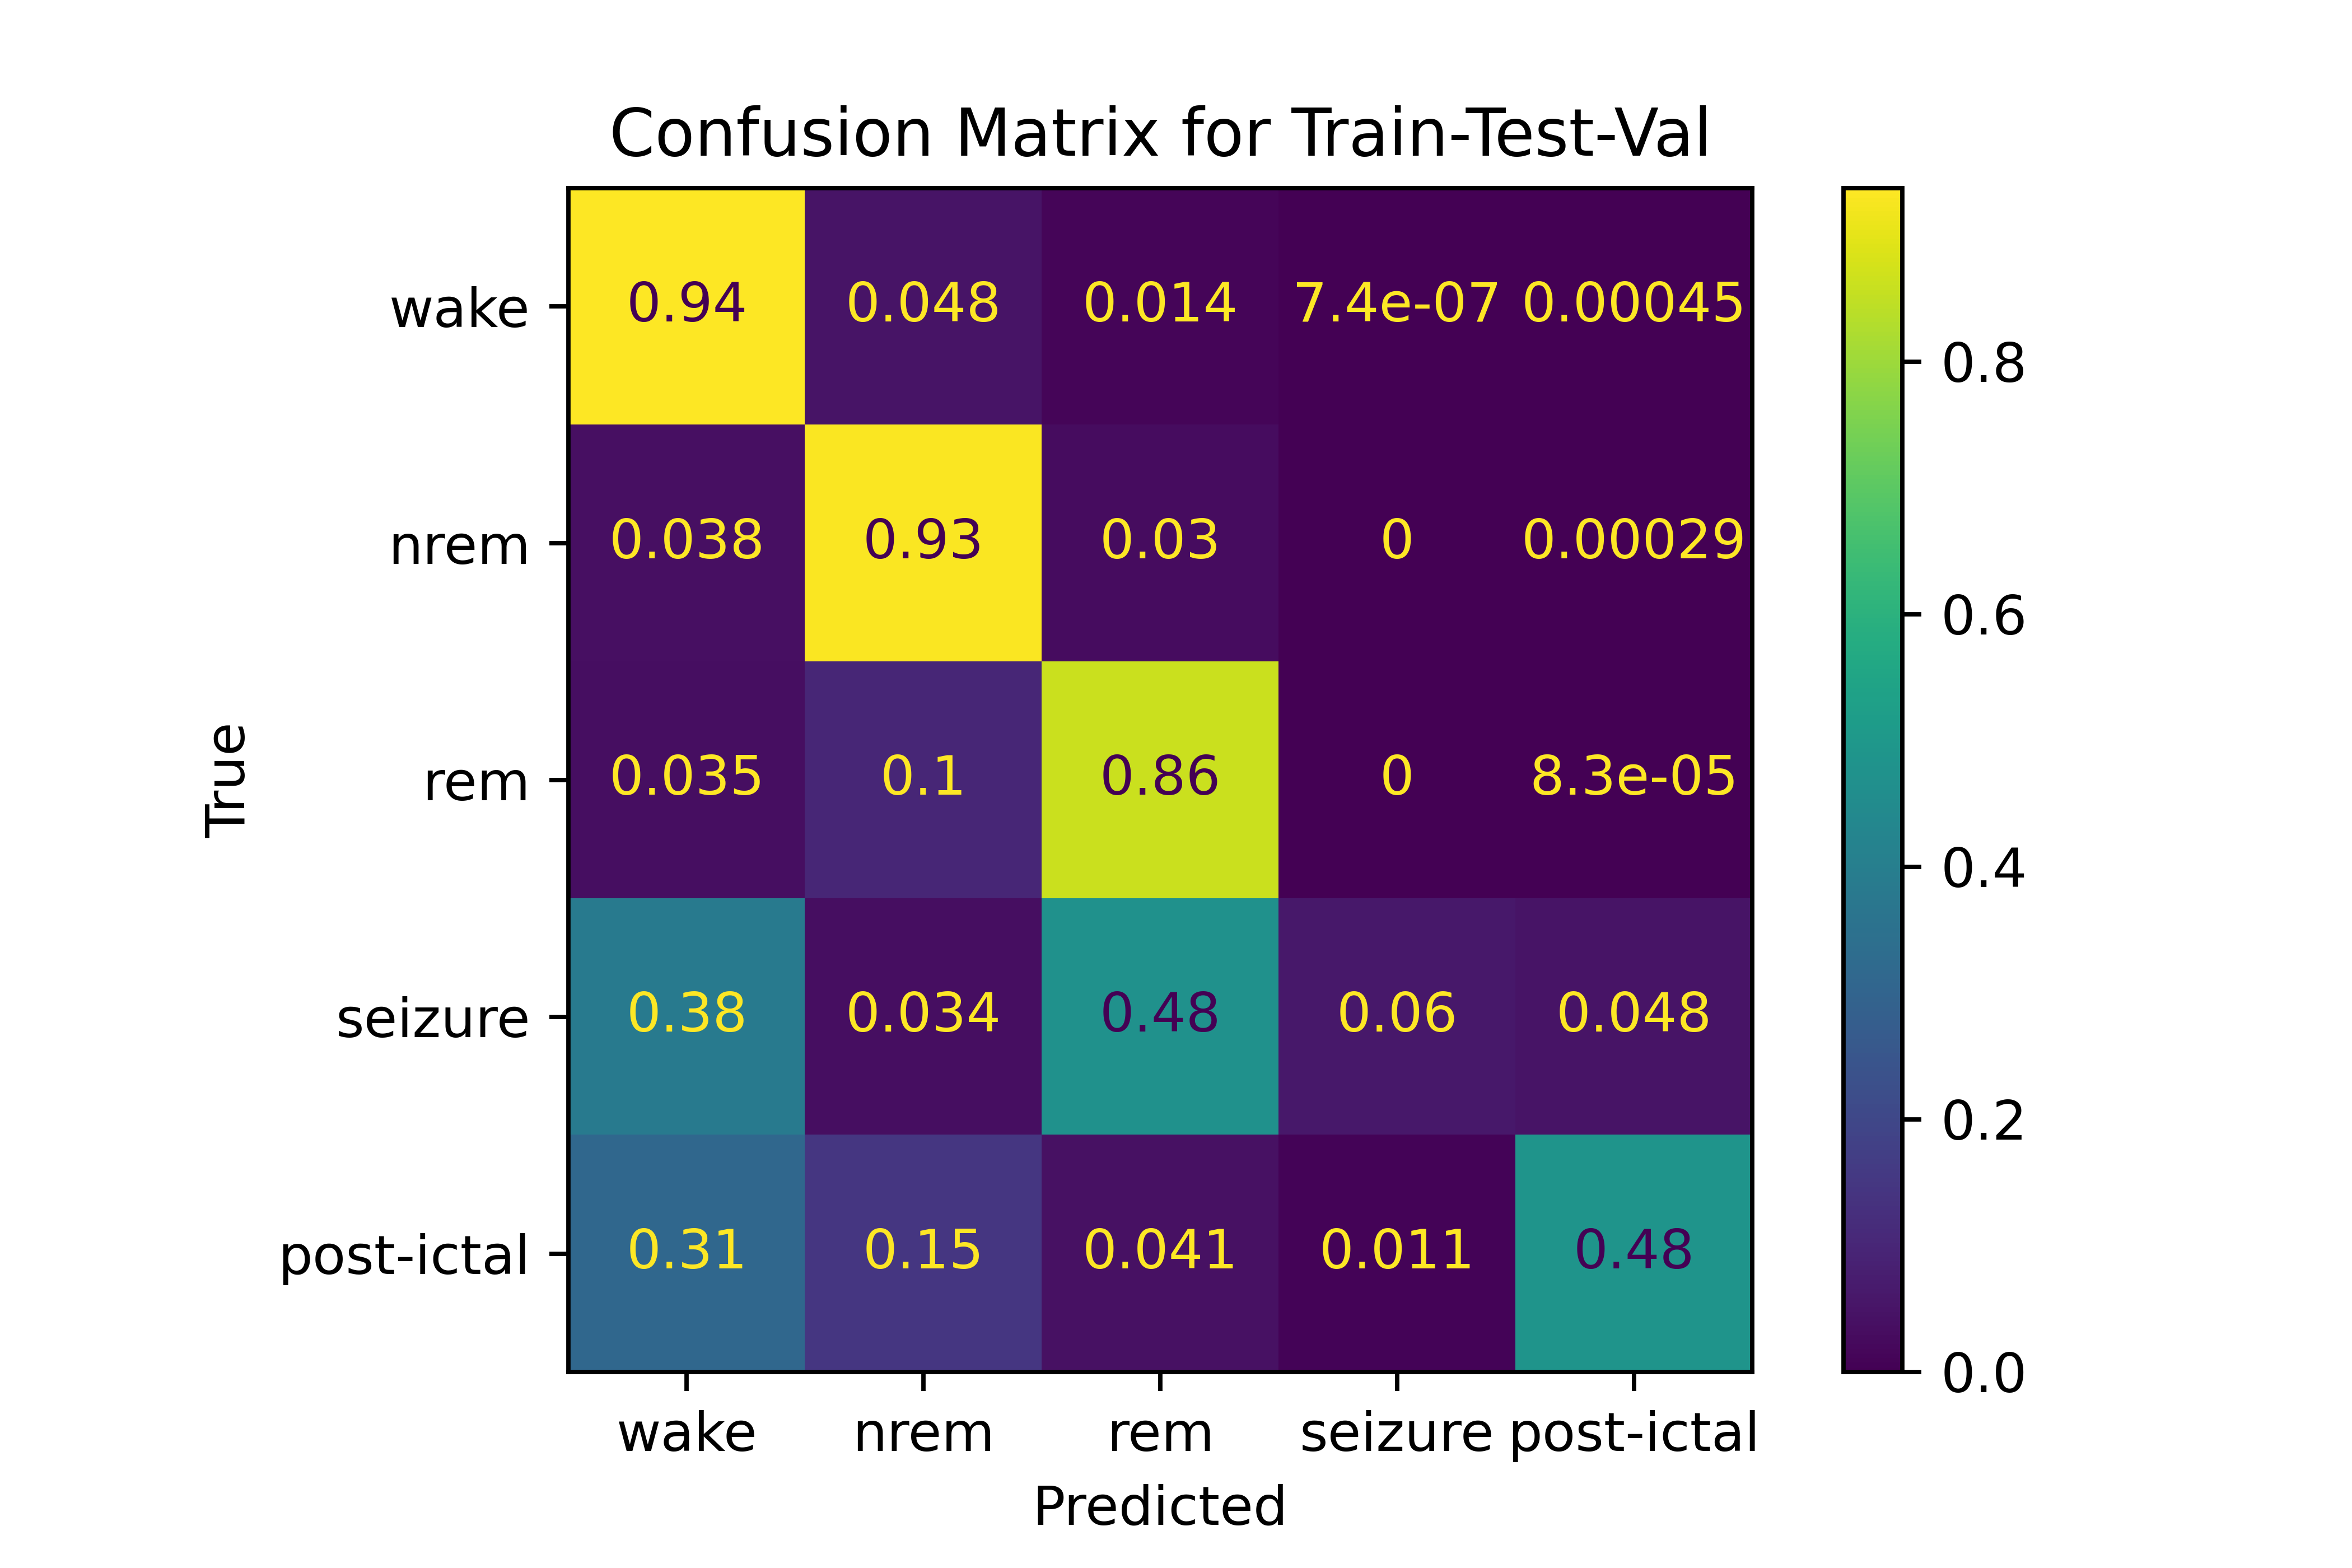 Confusion Matrix for Train-Test-Val
wake 0.94 0.048 0.014 7.4e-07 0.00045
nrem 0.038 0.93 0.03 0 0.00029
rem 0.035 0.1 0.86 0 8.3e-05
seizure 0.38 0.034 0.48 0.06 0.048
post-ictal 0.31 0.15 0.041 0.011 0.48
True
wake nrem rem seizure post-ictal
Predicted
0.8
0.6
0.4
0.2
0.0